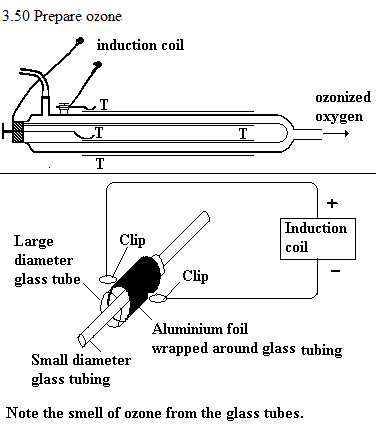 3.50 Prepare ozone
induction coil
T
ozonized
oxygen
T
T
T
+
Induction
coil
–
Large
diameter
glass tube
Clip
Clip
Aluminium foil
wrapped around glass tubing
Small diameter
glass tubing
Note the smell of ozone from the glass tubes.